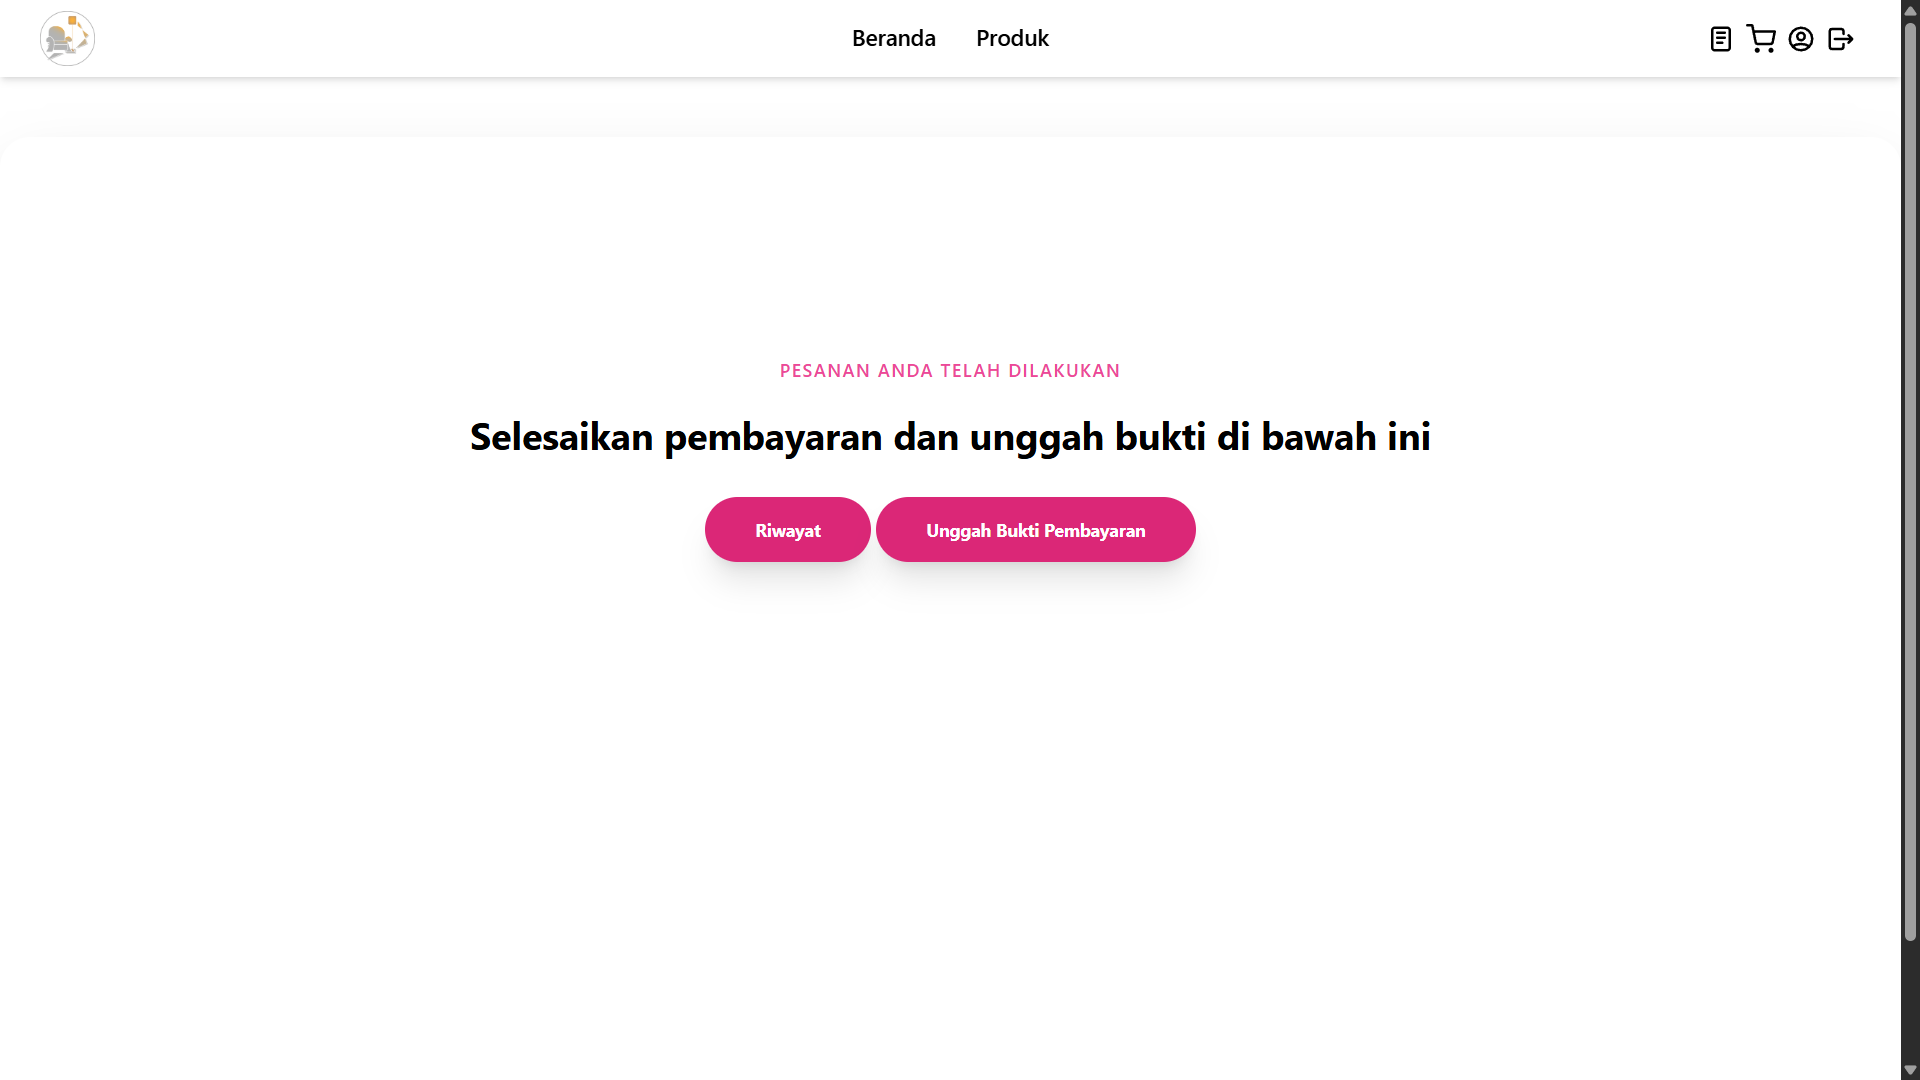 Beranda Produk
PESANAN ANDA TELAH DILAKUKAN
Selesaikan pembayaran dan unggah bukti di bawah ini
Riwayat Unggah Bukti Pembayaran